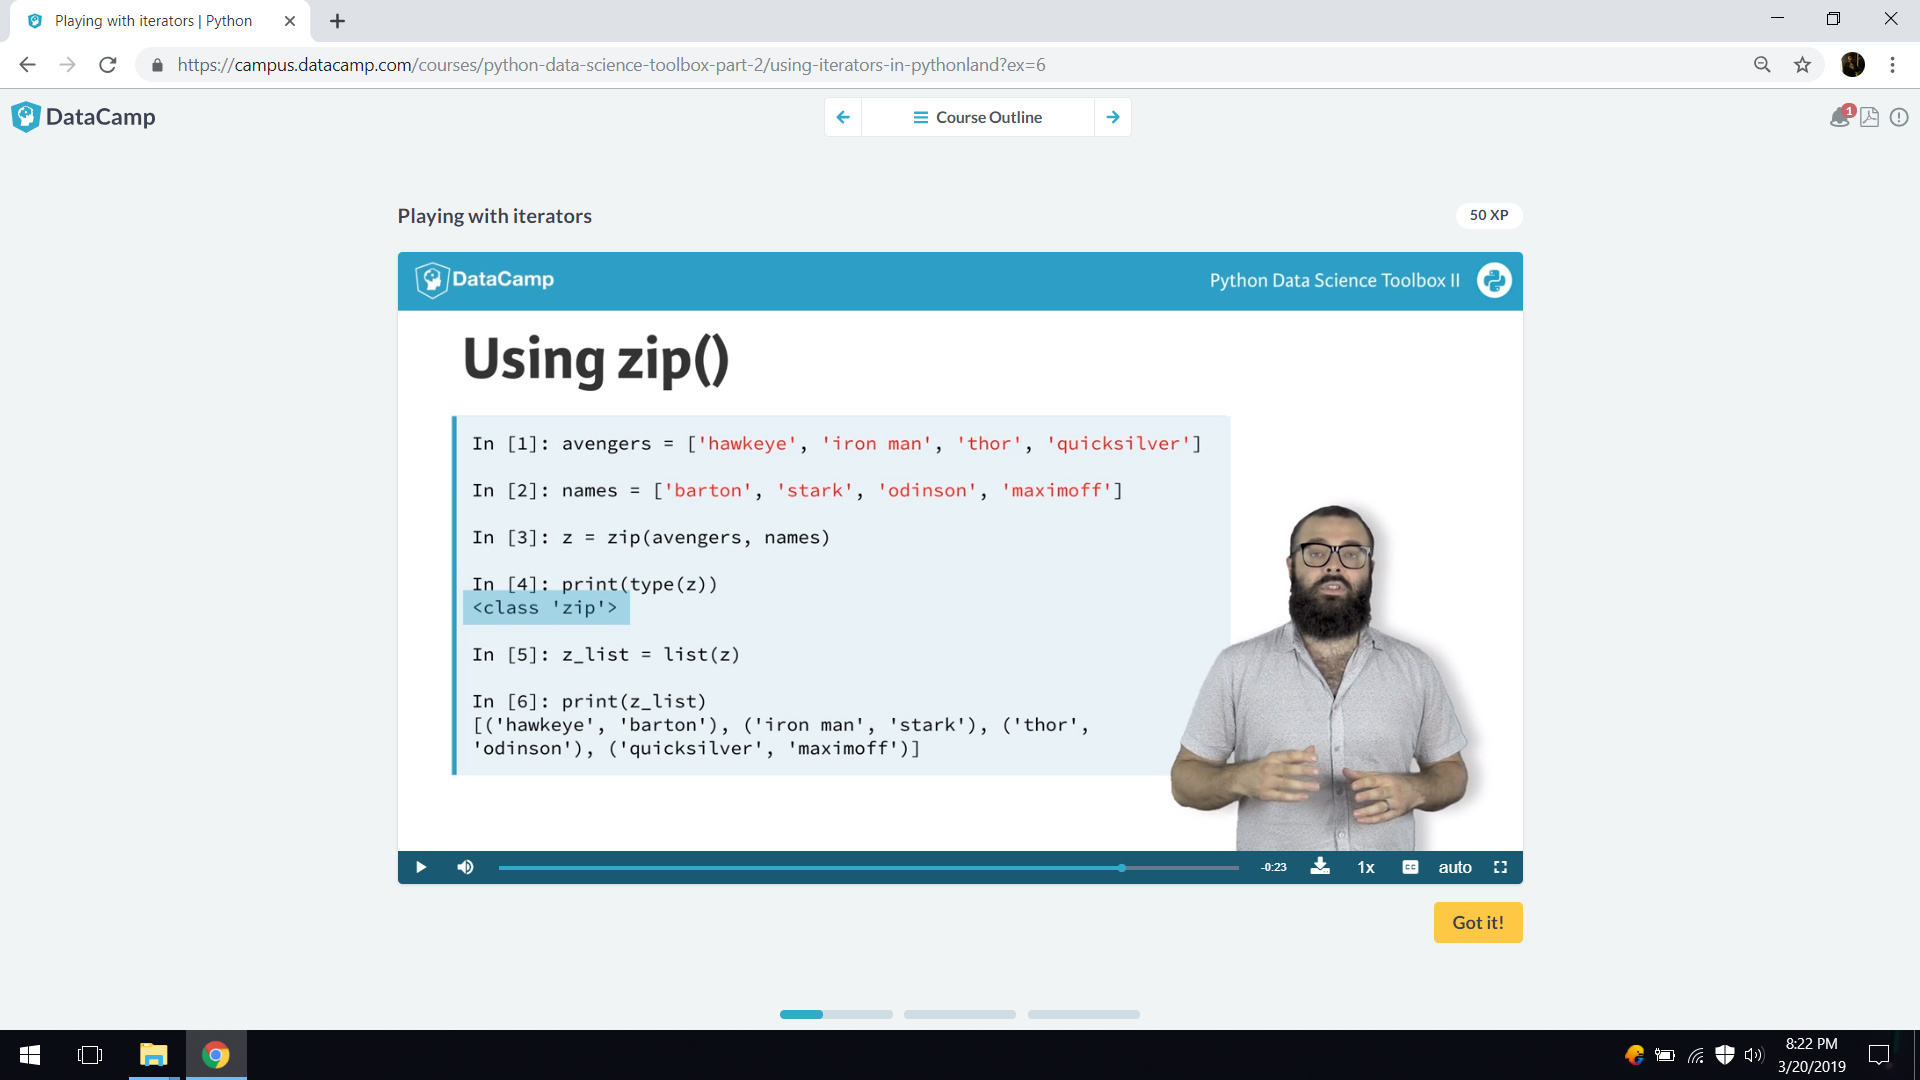 Playing with iterators | Python
https://campus.datacamp.com/courses/python-data-science-toolbox-part-2/using-iterators-in-pythonland?ex=6
DataCamp
Course Outline
1
Playing with iterators
50 XP
DataCamp
Python Data Science Toolbox II
Using zip()
In [1]: avengers = ['hawkeye', 'iron man', 'thor', 'quicksilver']
In [2]: names = ['barton', 'stark', 'odinson', 'maximoff']
In [3]: z = zip(avengers, names)
In [4]: print(type(z))
<class 'zip'>
In [5]: z_list = list(z)
In [6]: print(z_list)
[('hawkeye', 'barton'), ('iron man', 'stark'), ('thor',
'odinson'), ('quicksilver', 'maximoff')]
-0:23
1x
CC
auto
Got it!
8:22 PM
3/20/2019